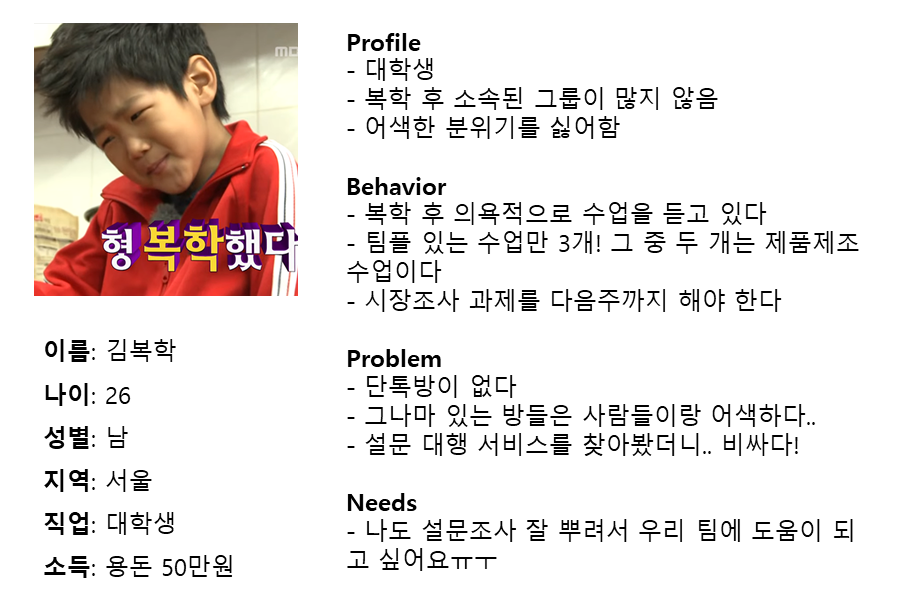 MB
형 복학했다
이름: 김복학
나이: 26
성별: 남
지역: 서울
직업: 대학생
소득: 용돈 50만원
Profile
- 대학생
- 복학 후 소속된 그룹이 많지 않음
- 어색한 분위기를 싫어함
Behavior
- 복학 후 의욕적으로 수업을 듣고 있다
- 팀플 있는 수업만 3개! 그 중 두 개는 제품제조
수업이다
- 시장조사 과제를 다음주까지 해야 한다
Problem
- 단톡방이 없다
- 그나마 있는 방들은 사람들이랑 어색하다..
- 설문 대행 서비스를 찾아봤더니.. 비싸다!
Needs
- 나도 설문조사 잘 뿌려서 우리 팀에 도움이 되
고 싶어요ㅠㅜ